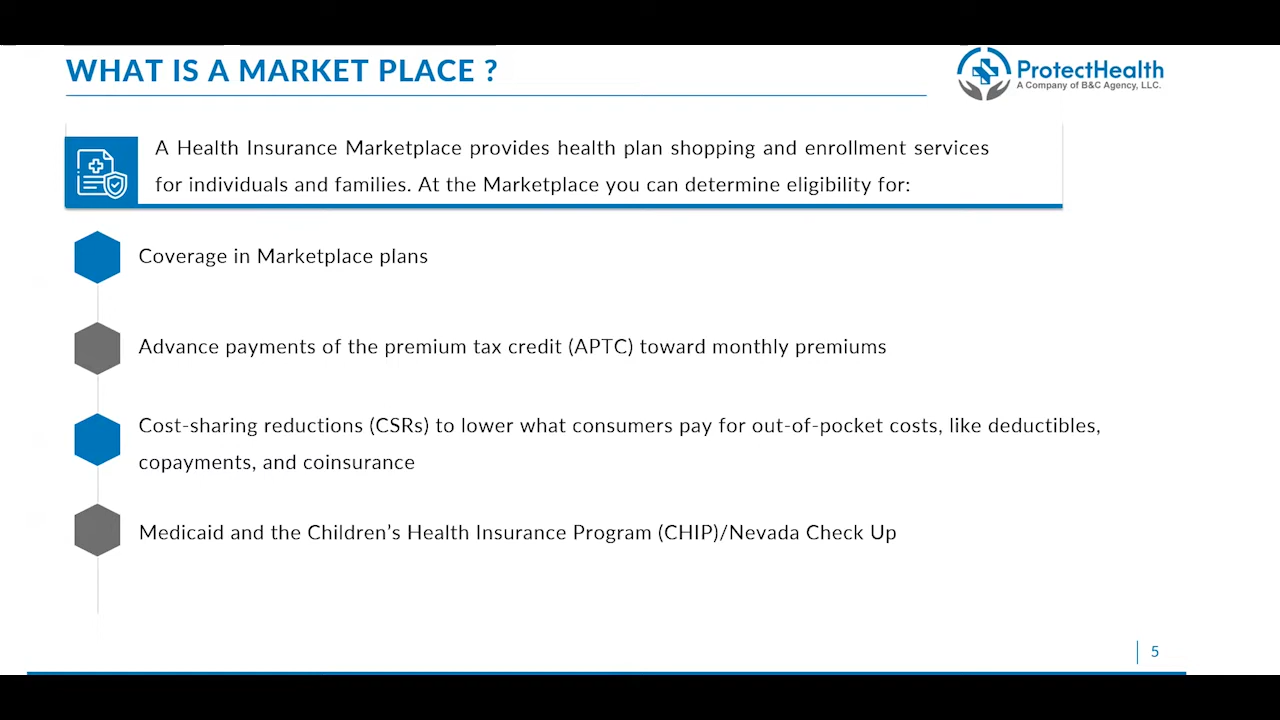 WHAT IS A MARKET PLACE ?
ProtectHealth
A Company of B&C Agency, LLC.
A Health Insurance Marketplace provides health plan shopping and enrollment services
for individuals and families. At the Marketplace you can determine eligibility for:
Coverage in Marketplace plans
Advance payments of the premium tax credit (APTC) toward monthly premiums
Cost-sharing reductions (CSRs) to lower what consumers pay for out-of-pocket costs, like deductibles,
copayments, and coinsurance
Medicaid and the Children’s Health Insurance Program (CHIP)/Nevada Check Up
5